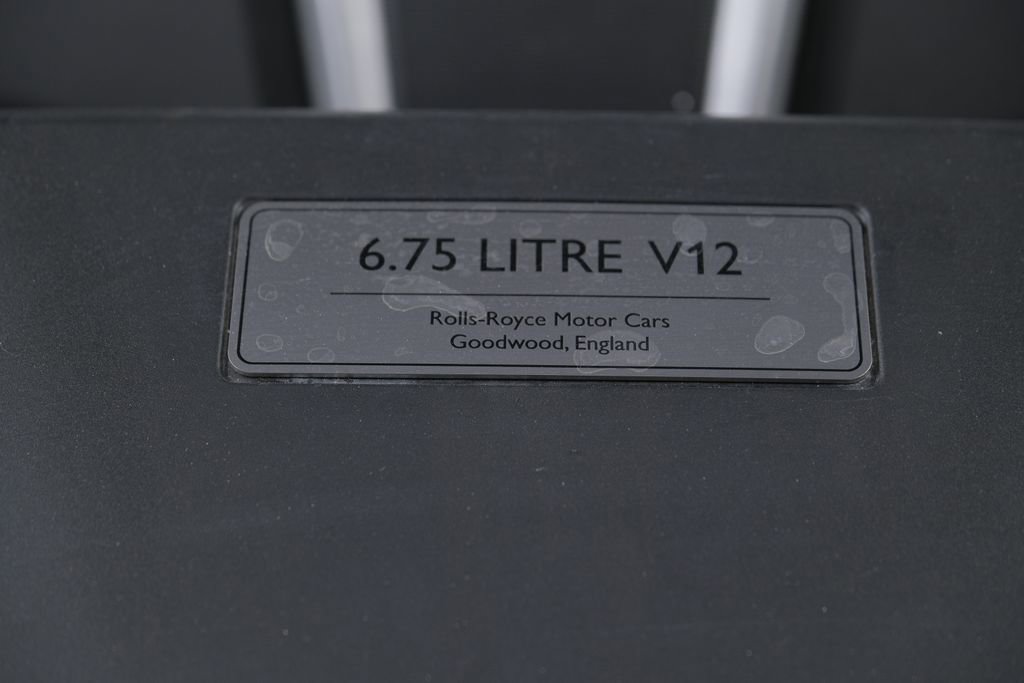 6.75 LITRE V12
Rolls-Royce Motor Cars
Goodwood, England